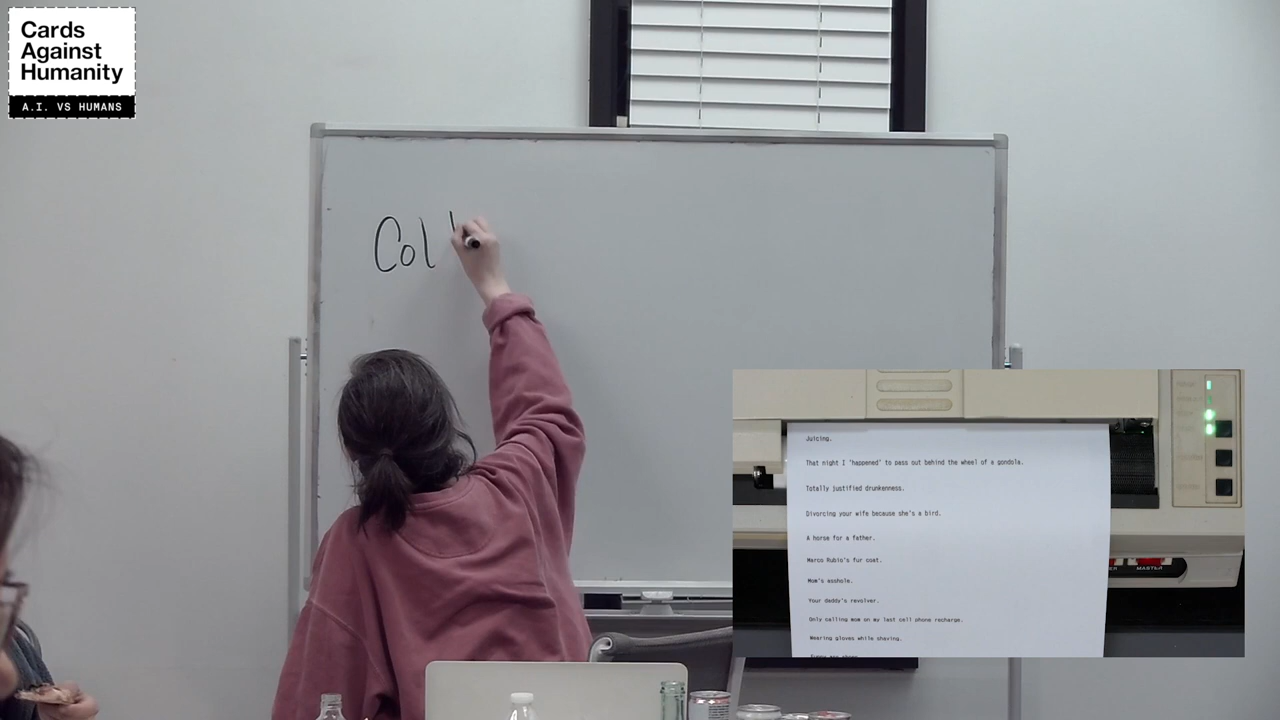 Cards
Against
Humanity
A.I. VS HUMANS
Col
Juicing.
That night I 'happened' to pass out behind the wheel of a gondola.
Totally justified drunkenness.
Divorcing your wife because she's a bird.
A horse for a father.
Marco Rubio's fur coat.
Mom's asshole.
Your daddy's revolver.
Only calling mom on my last cell phone recharge.
Wearing gloves while shaving.
MASTER